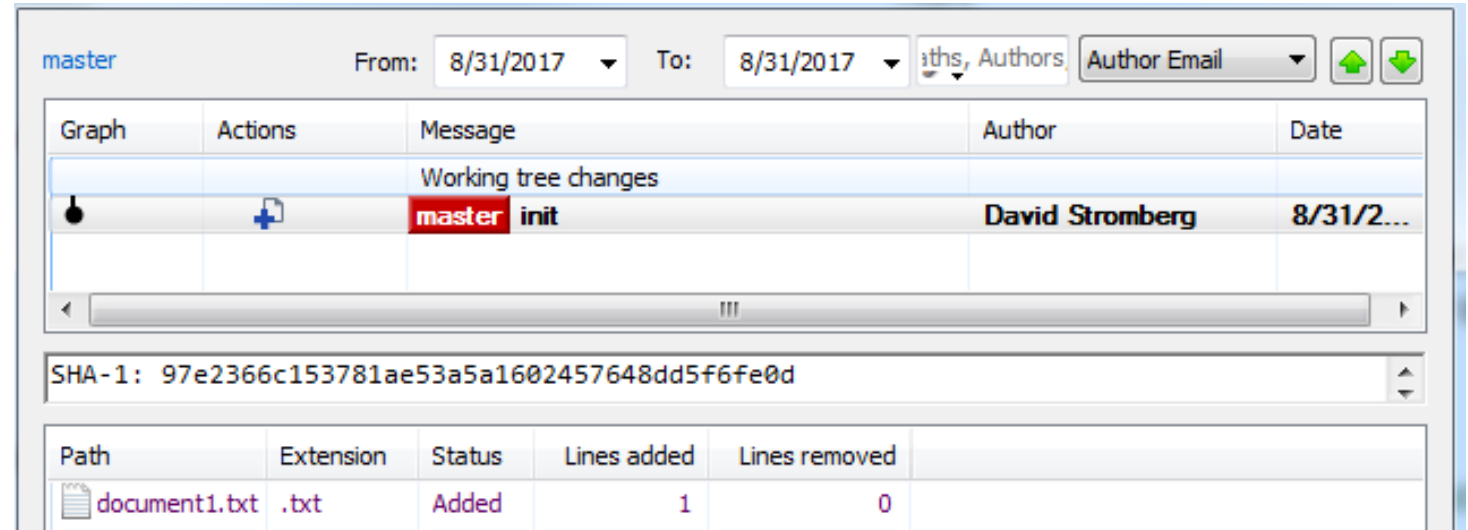 master From: 8/31/2017 To: 8/31/2017 Authors, Author Email
Graph Actions Message Author Date
Working tree changes
master init David Stromberg 8/31/2...
SHA-1: 97e2366c153781ae53a5a1602457648dd5f6fe0d
Path Extension Status Lines added Lines removed
document1.txt .txt Added 1 0